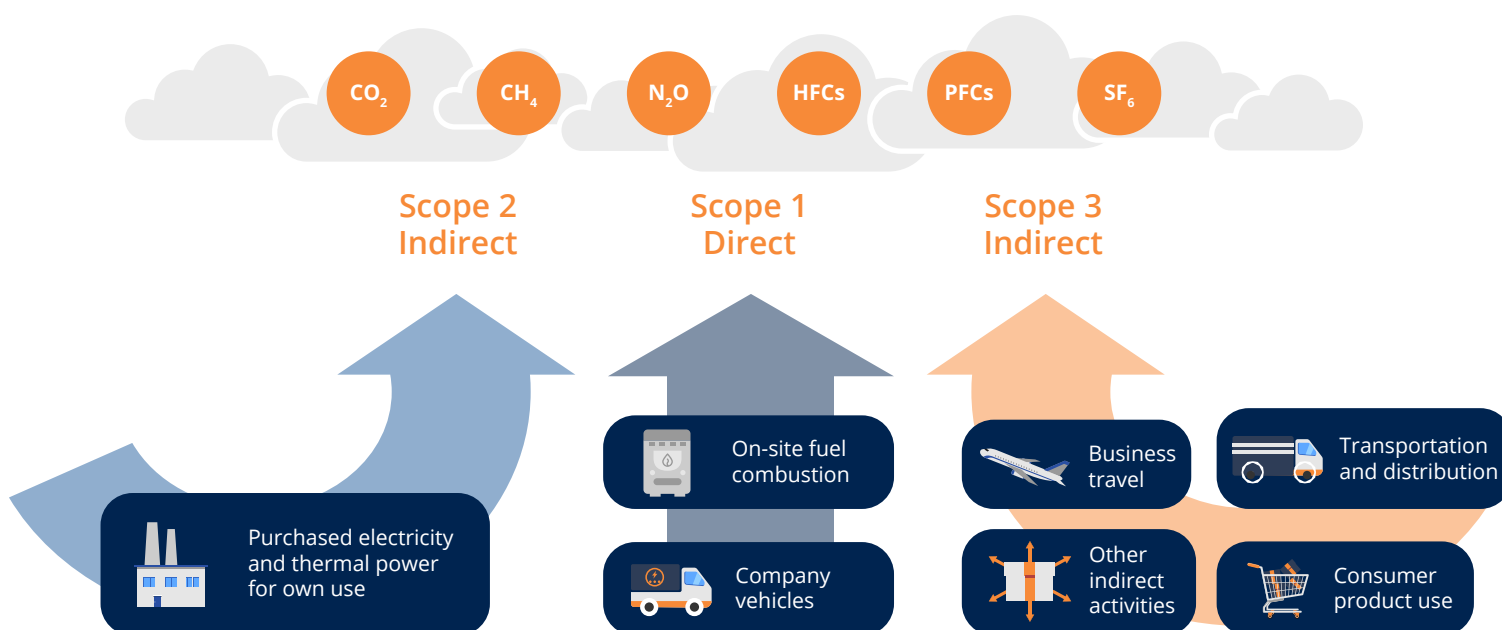 CO₂
CH₄
N₂O
HFCs
PFCs
SF₆
Scope 2
Indirect
Scope 1
Direct
Scope 3
Indirect
Purchased electricity
and thermal power
for own use
On-site fuel
combustion
Company
vehicles
Business
travel
Transportation
and distribution
Other
indirect
activities
Consumer
product use